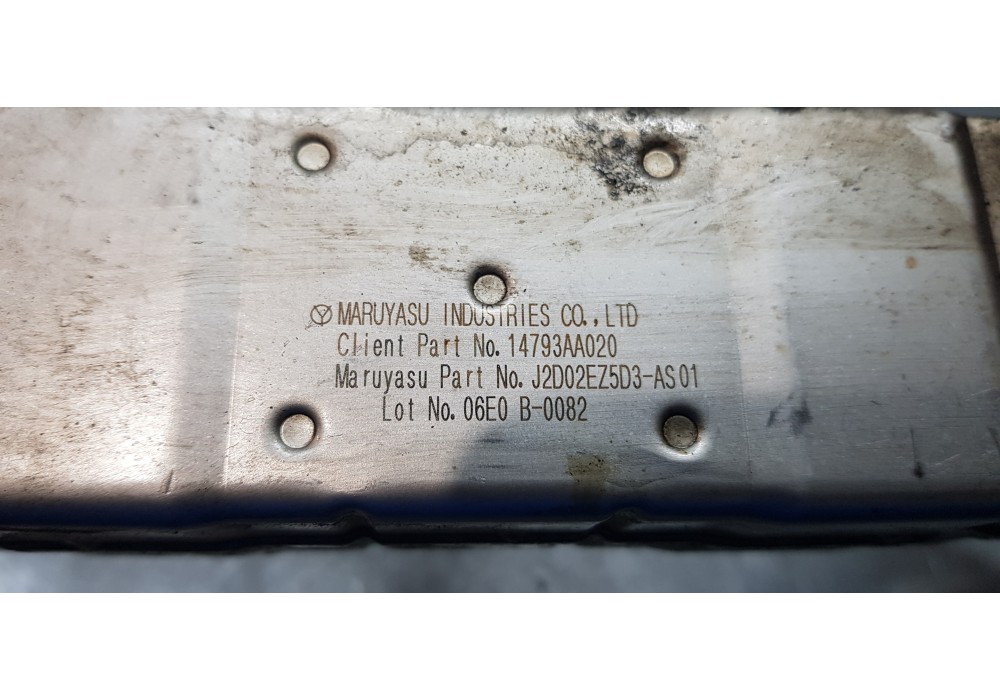 MARUYASU INDUSTRIES CO.,LTD
Client Part No.14793AA020
Maruyasu Part No.J2D02EZ5D3-AS01
Lot No.06E0 B-0082